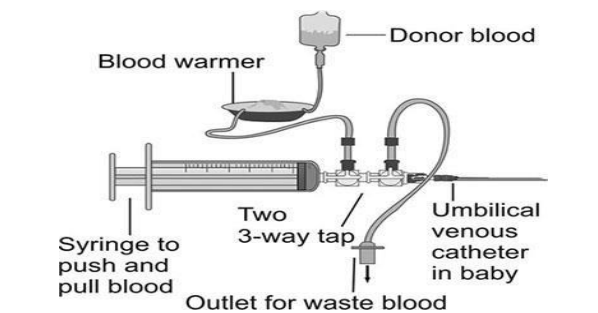 Donor blood
Blood warmer
Two
3-way tap
Umbilical
venous
catheter
in baby
Syringe to
push and
pull blood
Outlet for waste blood